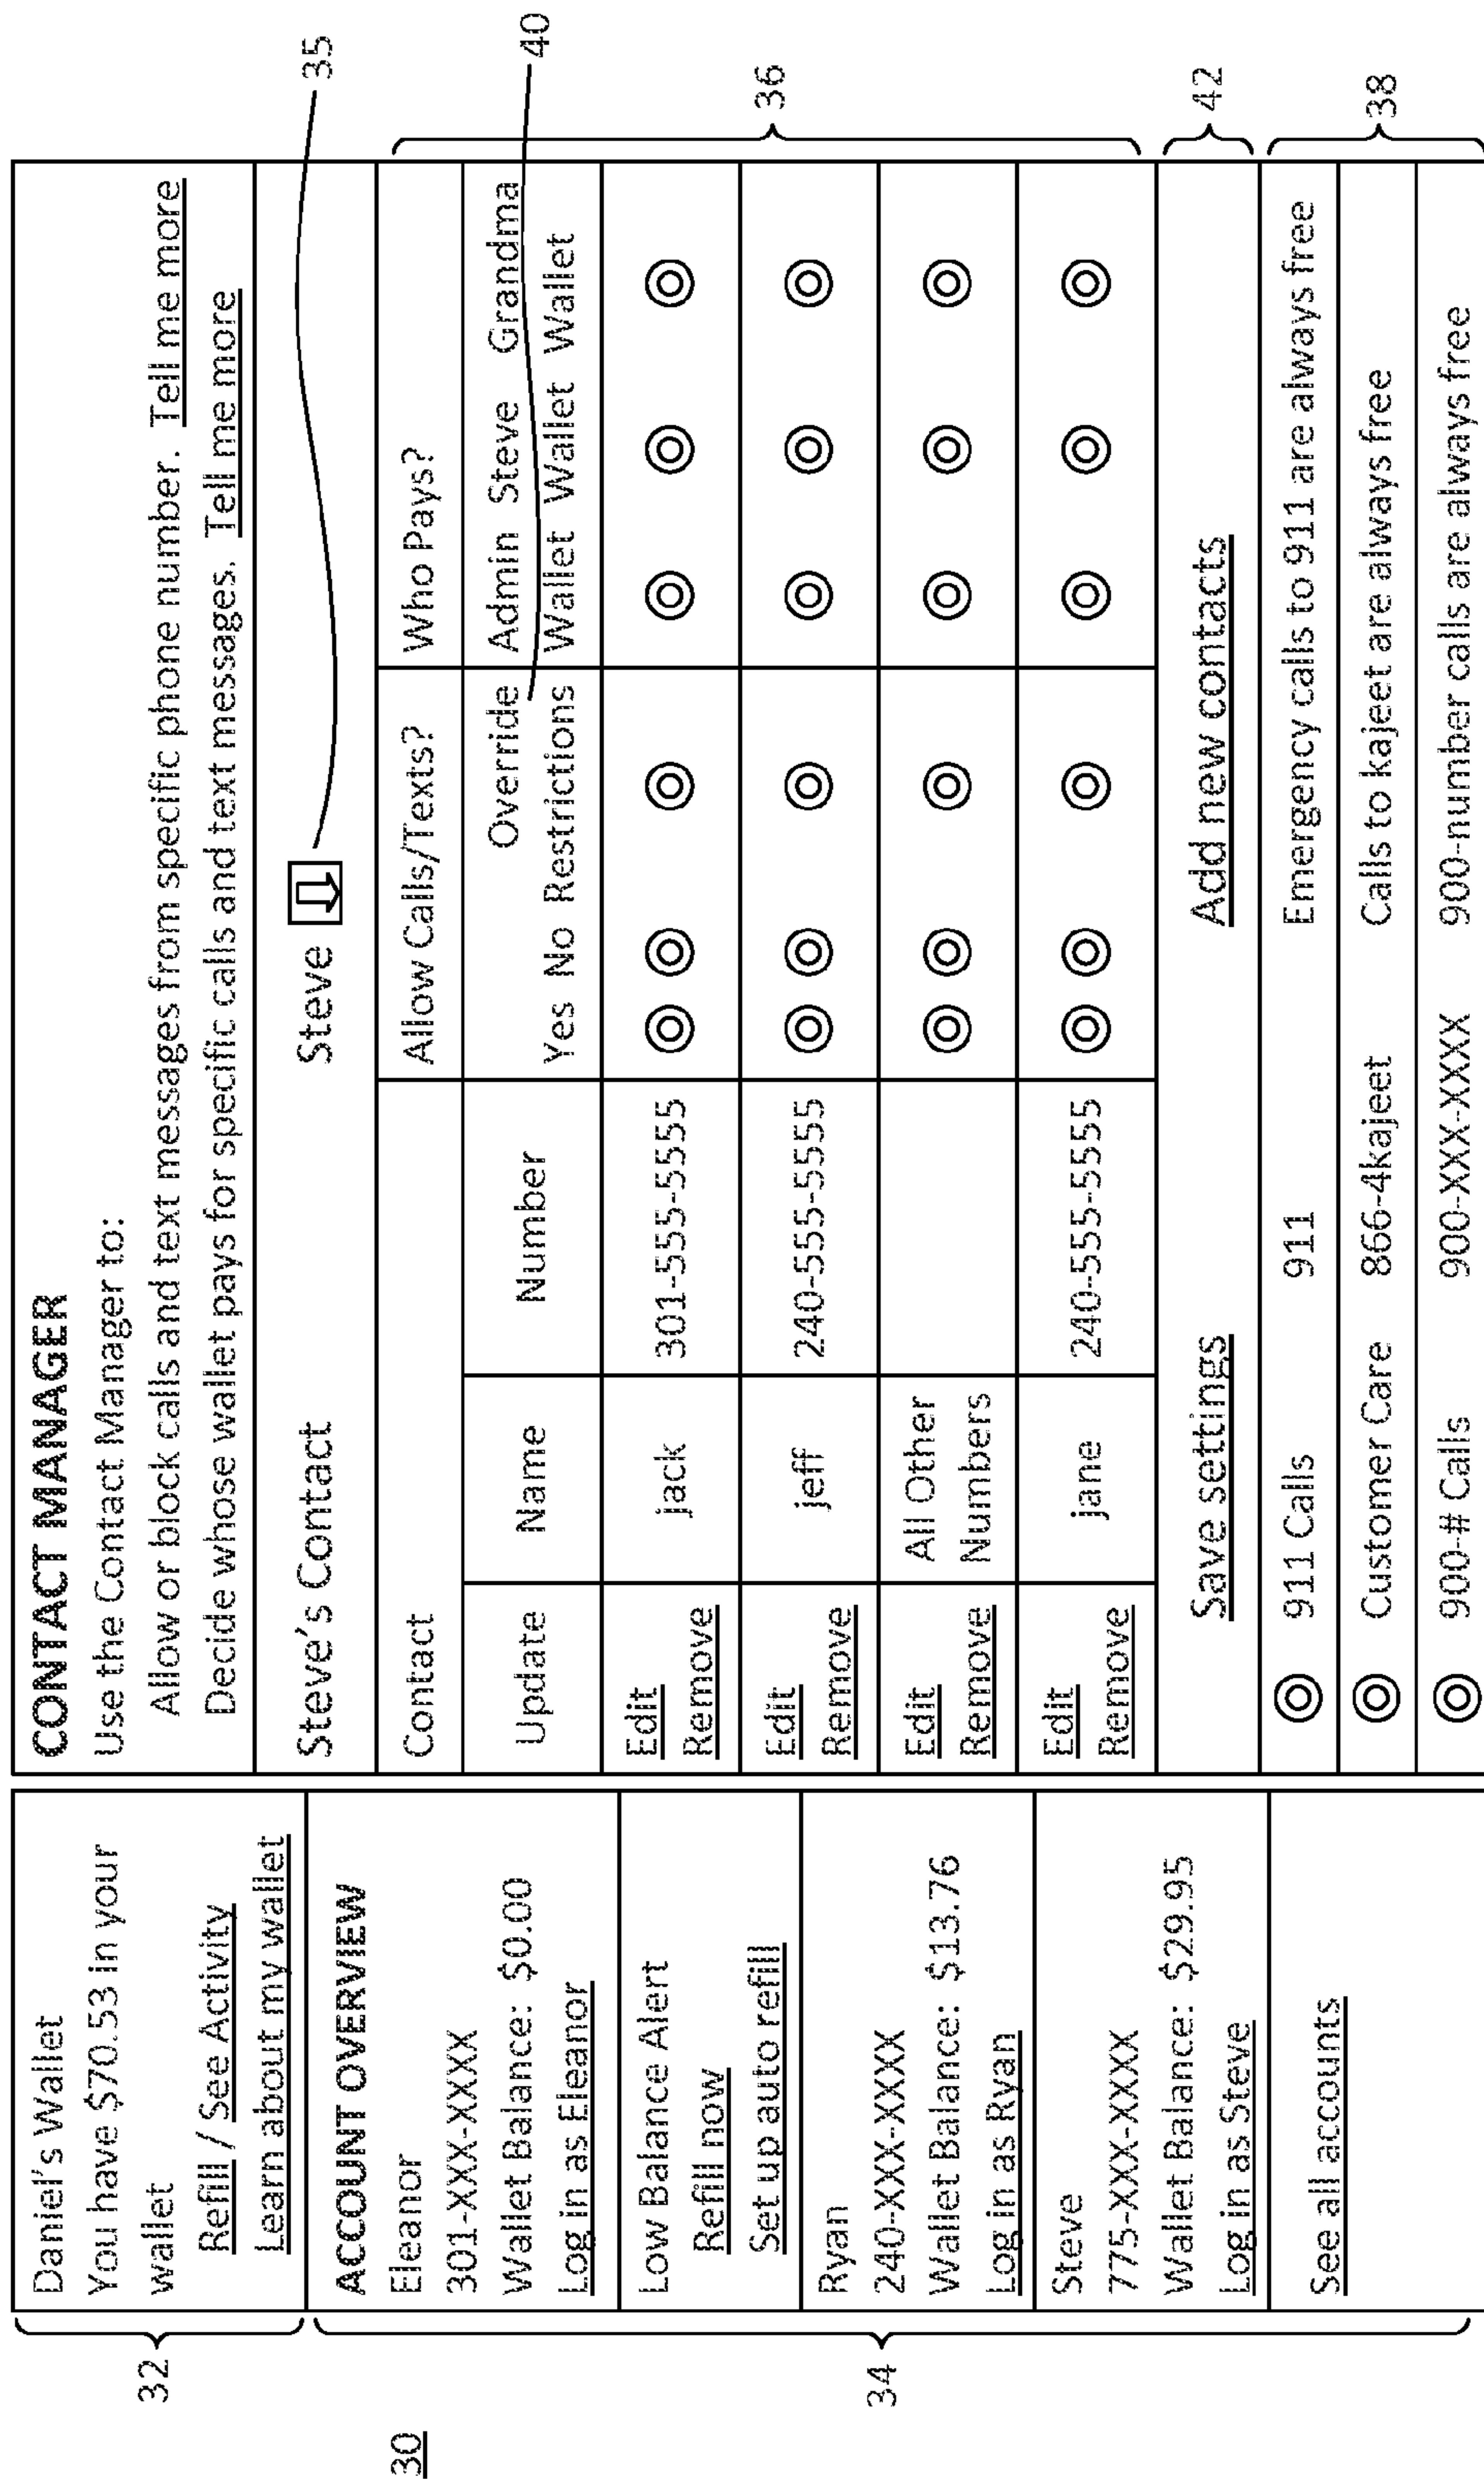 30
32
Daniel's Wallet
You have $70.53 in your
wallet
Refill / See Activity
Learn about my wallet
34
ACCOUNT OVERVIEW
Eleanor
301-XXX-XXXX
Wallet Balance: $0.00
Log in as Eleanor
Low Balance Alert
Refill now
Set up auto refill
Ryan
240-XXX-XXXX
Wallet Balance: $13.76
Log in as Ryan
Steve
775-XXX-XXXX
Wallet Balance: $29.95
Log in as Steve
See all accounts
CONTACT MANAGER
Use the Contact Manager to:
Allow or block calls and text messages from specific phone number. Tell me more
Decide whose wallet pays for specific calls and text messages. Tell me more
Steve's Contact Steve
35
Contact Allow Calls/Texts? Who Pays?
Override Admin Steve Grandma
Update Name Number
Yes No Restrictions Wallet Wallet Wallet
40
Edit
Remove jack 301-555-5555
Edit
Remove jeff 240-555-5555
36
Edit All Other
Remove Numbers
Edit
Remove jane 240-555-5555
Save settings Add new contacts
42
911 Calls 911 Emergency calls to 911 are always free
Customer Care 866-4kajeet Calls to kajeet are always free
38
900-# Calls 900-XXX-XXXX 900-number calls are always free